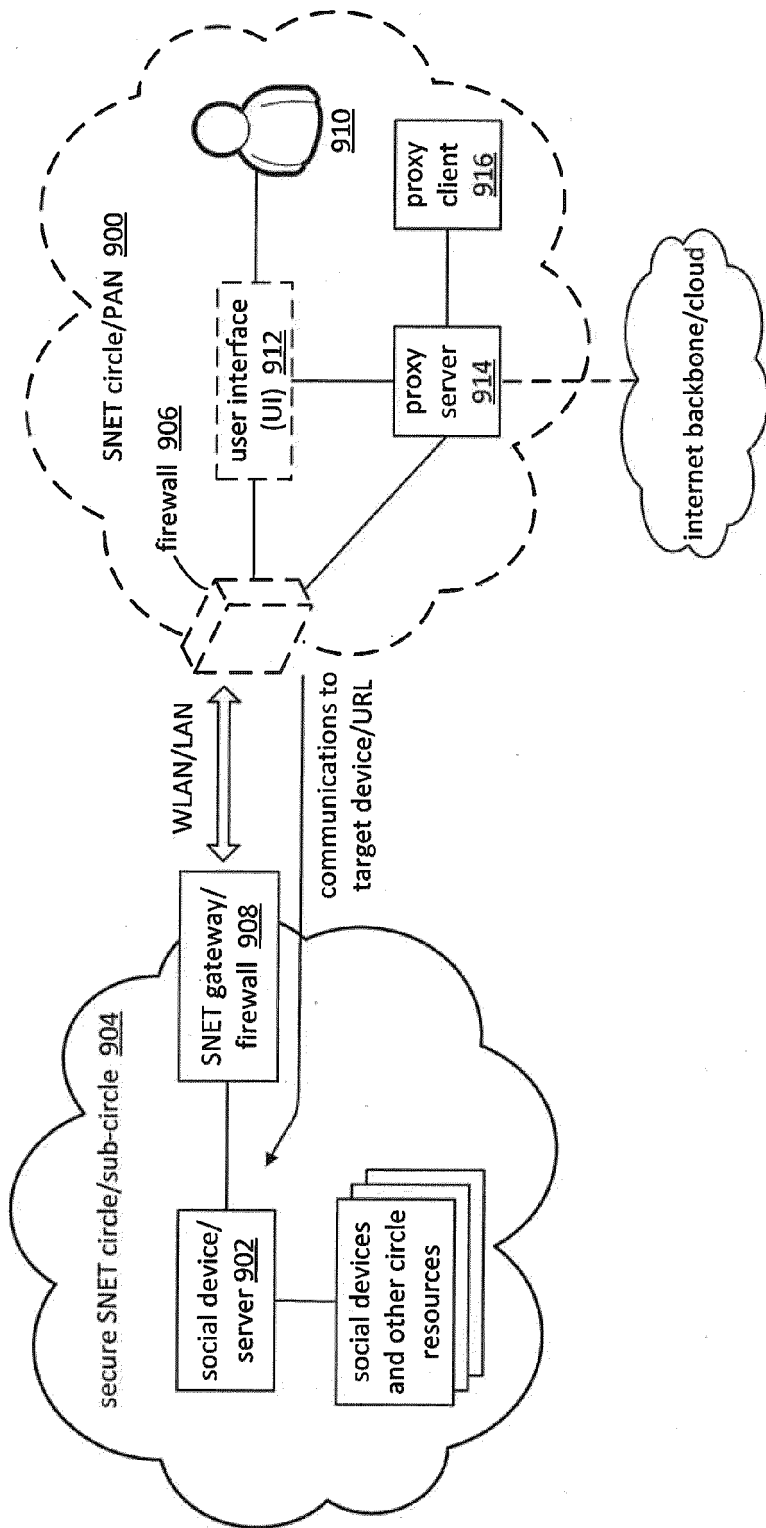 secure SNET circle/sub-circle 904
social device/
server 902
SNET gateway/
firewall 908
social devices
and other circle
resources
WLAN/LAN
communications to
target device/URL
SNET circle/PAN 900
firewall 906
user interface
(UI) 912
910
proxy
server
914
proxy
client
916
internet backbone/cloud